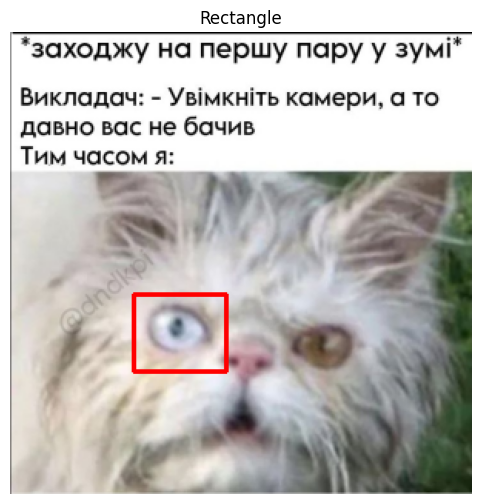 Rectangle
*заходжу на першу пару у зумі*
Викладач: - Увімкніть камери, а то
давно вас не бачив
Тим часом я:
@dndkpi